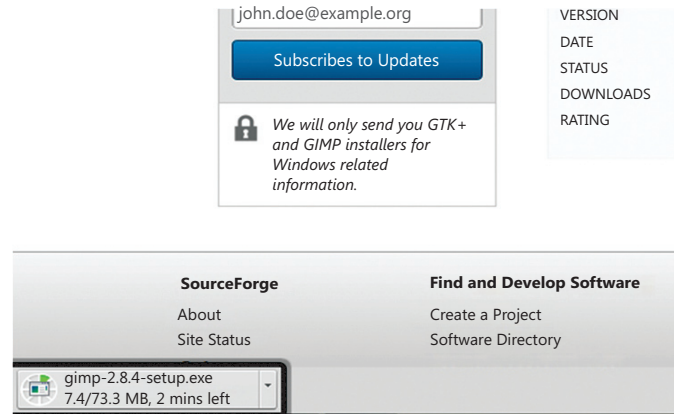 john.doe@example.org
Subscribes to Updates
We will only send you GTK+
and GIMP installers for
Windows related
information.
VERSION
DATE
STATUS
DOWNLOADS
RATING
SourceForge
About
Site Status
Find and Develop Software
Create a Project
Software Directory
gimp-2.8.4-setup.exe
7.4/73.3 MB, 2 mins left